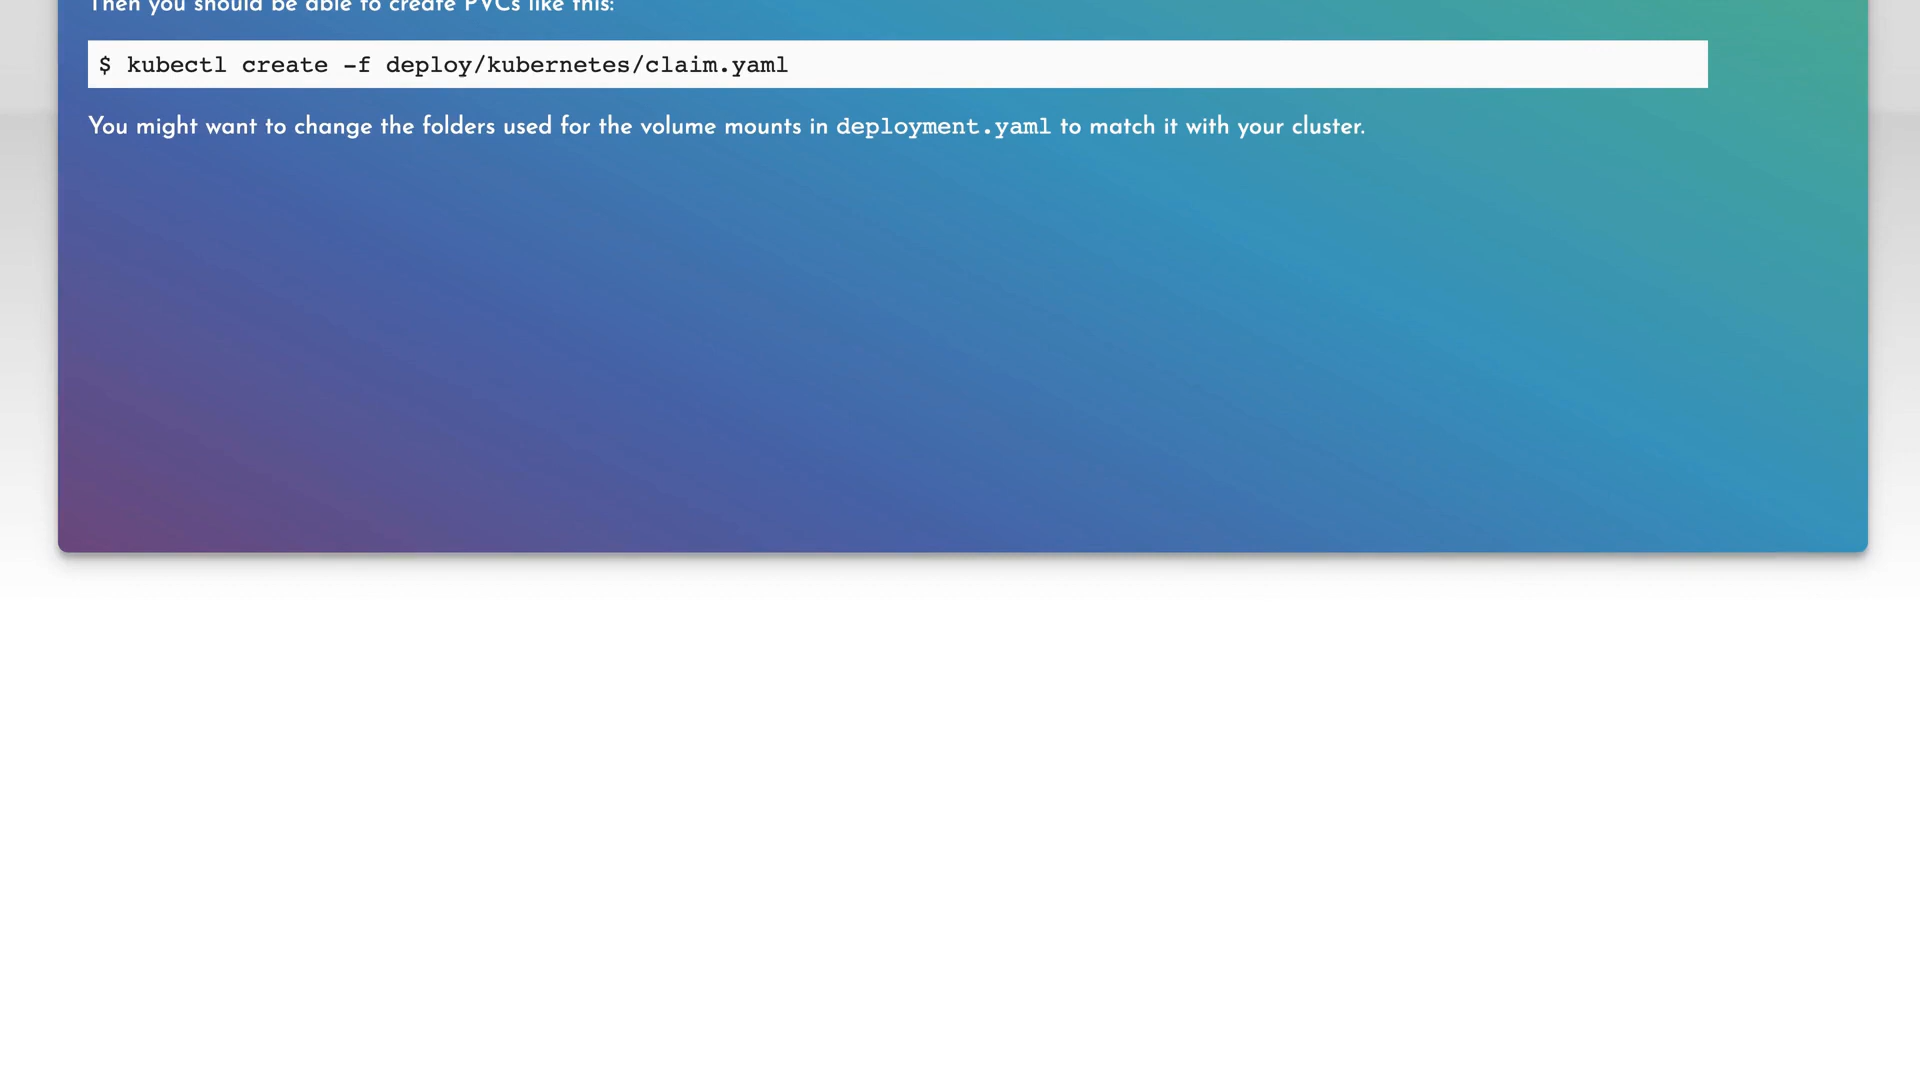 Then you should be able to create PVCs like this:
$ kubectl create -f deploy/kubernetes/claim.yaml
You might want to change the folders used for the volume mounts in deployment.yaml to match it with your cluster.